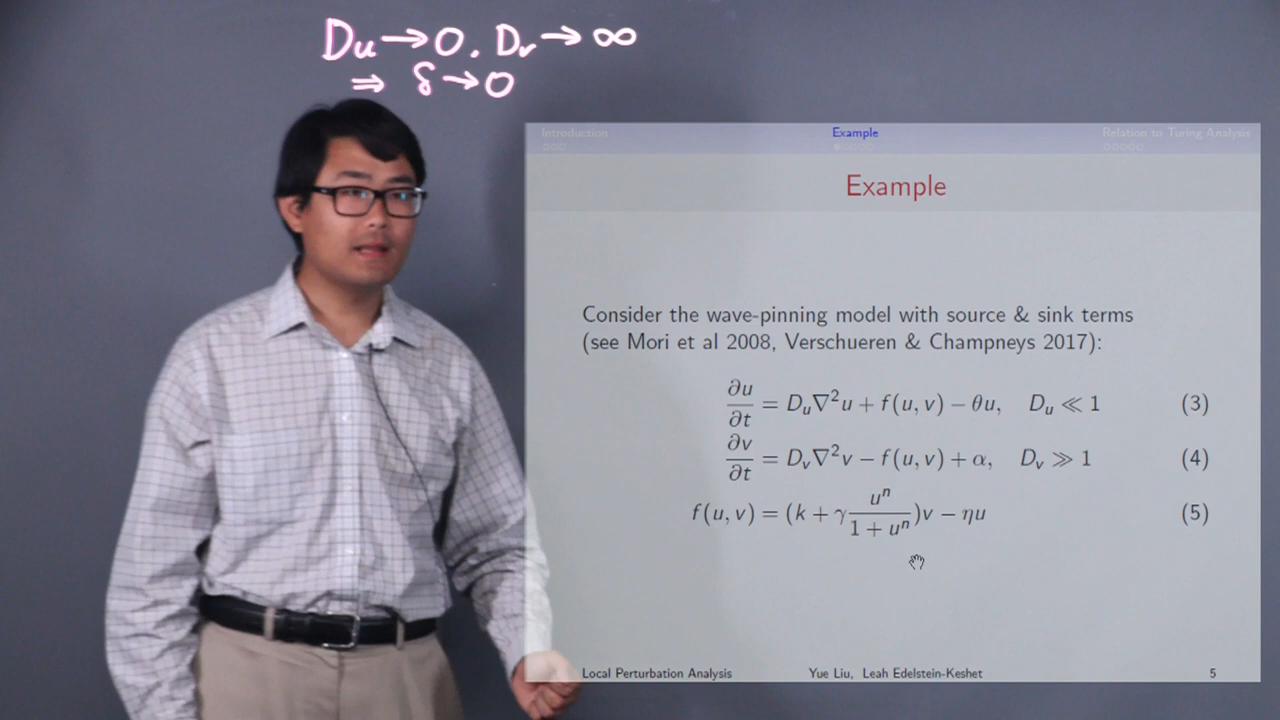 Du → 0, Dv → ∞
⇒ δ → 0
Introduction Example Relation to Turing Analysis
Example
Consider the wave-pinning model with source & sink terms
(see Mori et al 2008, Verschueren & Champneys 2017):
∂u/∂t = D_u∇²u + f(u, v) − θu, D_u ≪ 1 (3)
∂v/∂t = D_v∇²v − f(u, v) + α, D_v ≫ 1 (4)
f(u, v) = (k + γ uⁿ/(1 + uⁿ))v − ηu (5)
Local Perturbation Analysis Yue Liu, Leah Edelstein-Keshet 5